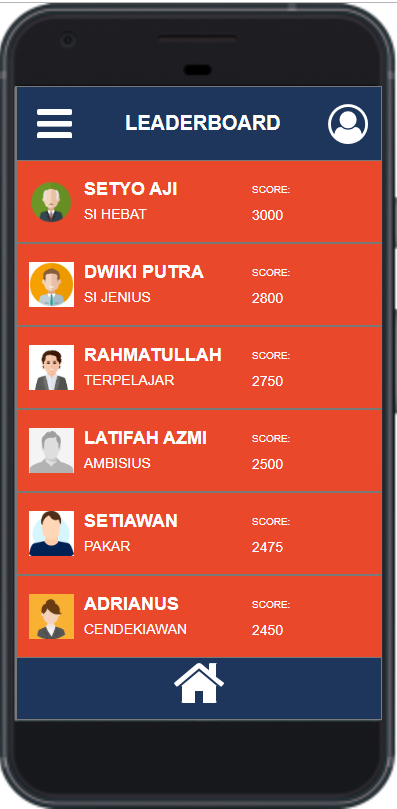 LEADERBOARD
SETYO AJI
SCORE:
SI HEBAT
3000
DWIKI PUTRA
SCORE:
SI JENIUS
2800
RAHMATULLAH
SCORE:
TERPELAJAR
2750
LATIFAH AZMI
SCORE:
AMBISIUS
2500
SETIAWAN
SCORE:
PAKAR
2475
ADRIANUS
SCORE:
CENDEKIAWAN
2450